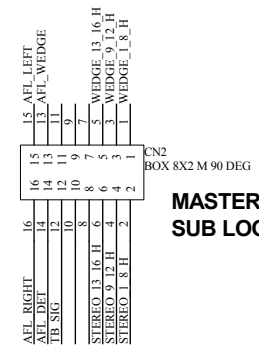 15 AFL_LEFT
13 AFL_WEDGE
11
9
7
5 WEDGE_13_16_H
3 WEDGE_9_12_H
1 WEDGE_1_8_H
15 13 11 9 7 5 3 1
16 14 12 10 8 6 4 2
CN2
BOX 8X2 M 90 DEG
AFL_RIGHT 16
AFL_DET 14
TB_SIG 12
10
8
STEREO_13_16_H 6
STEREO_9_12_H 4
STEREO_1_8_H 2
MASTER
SUB LOG